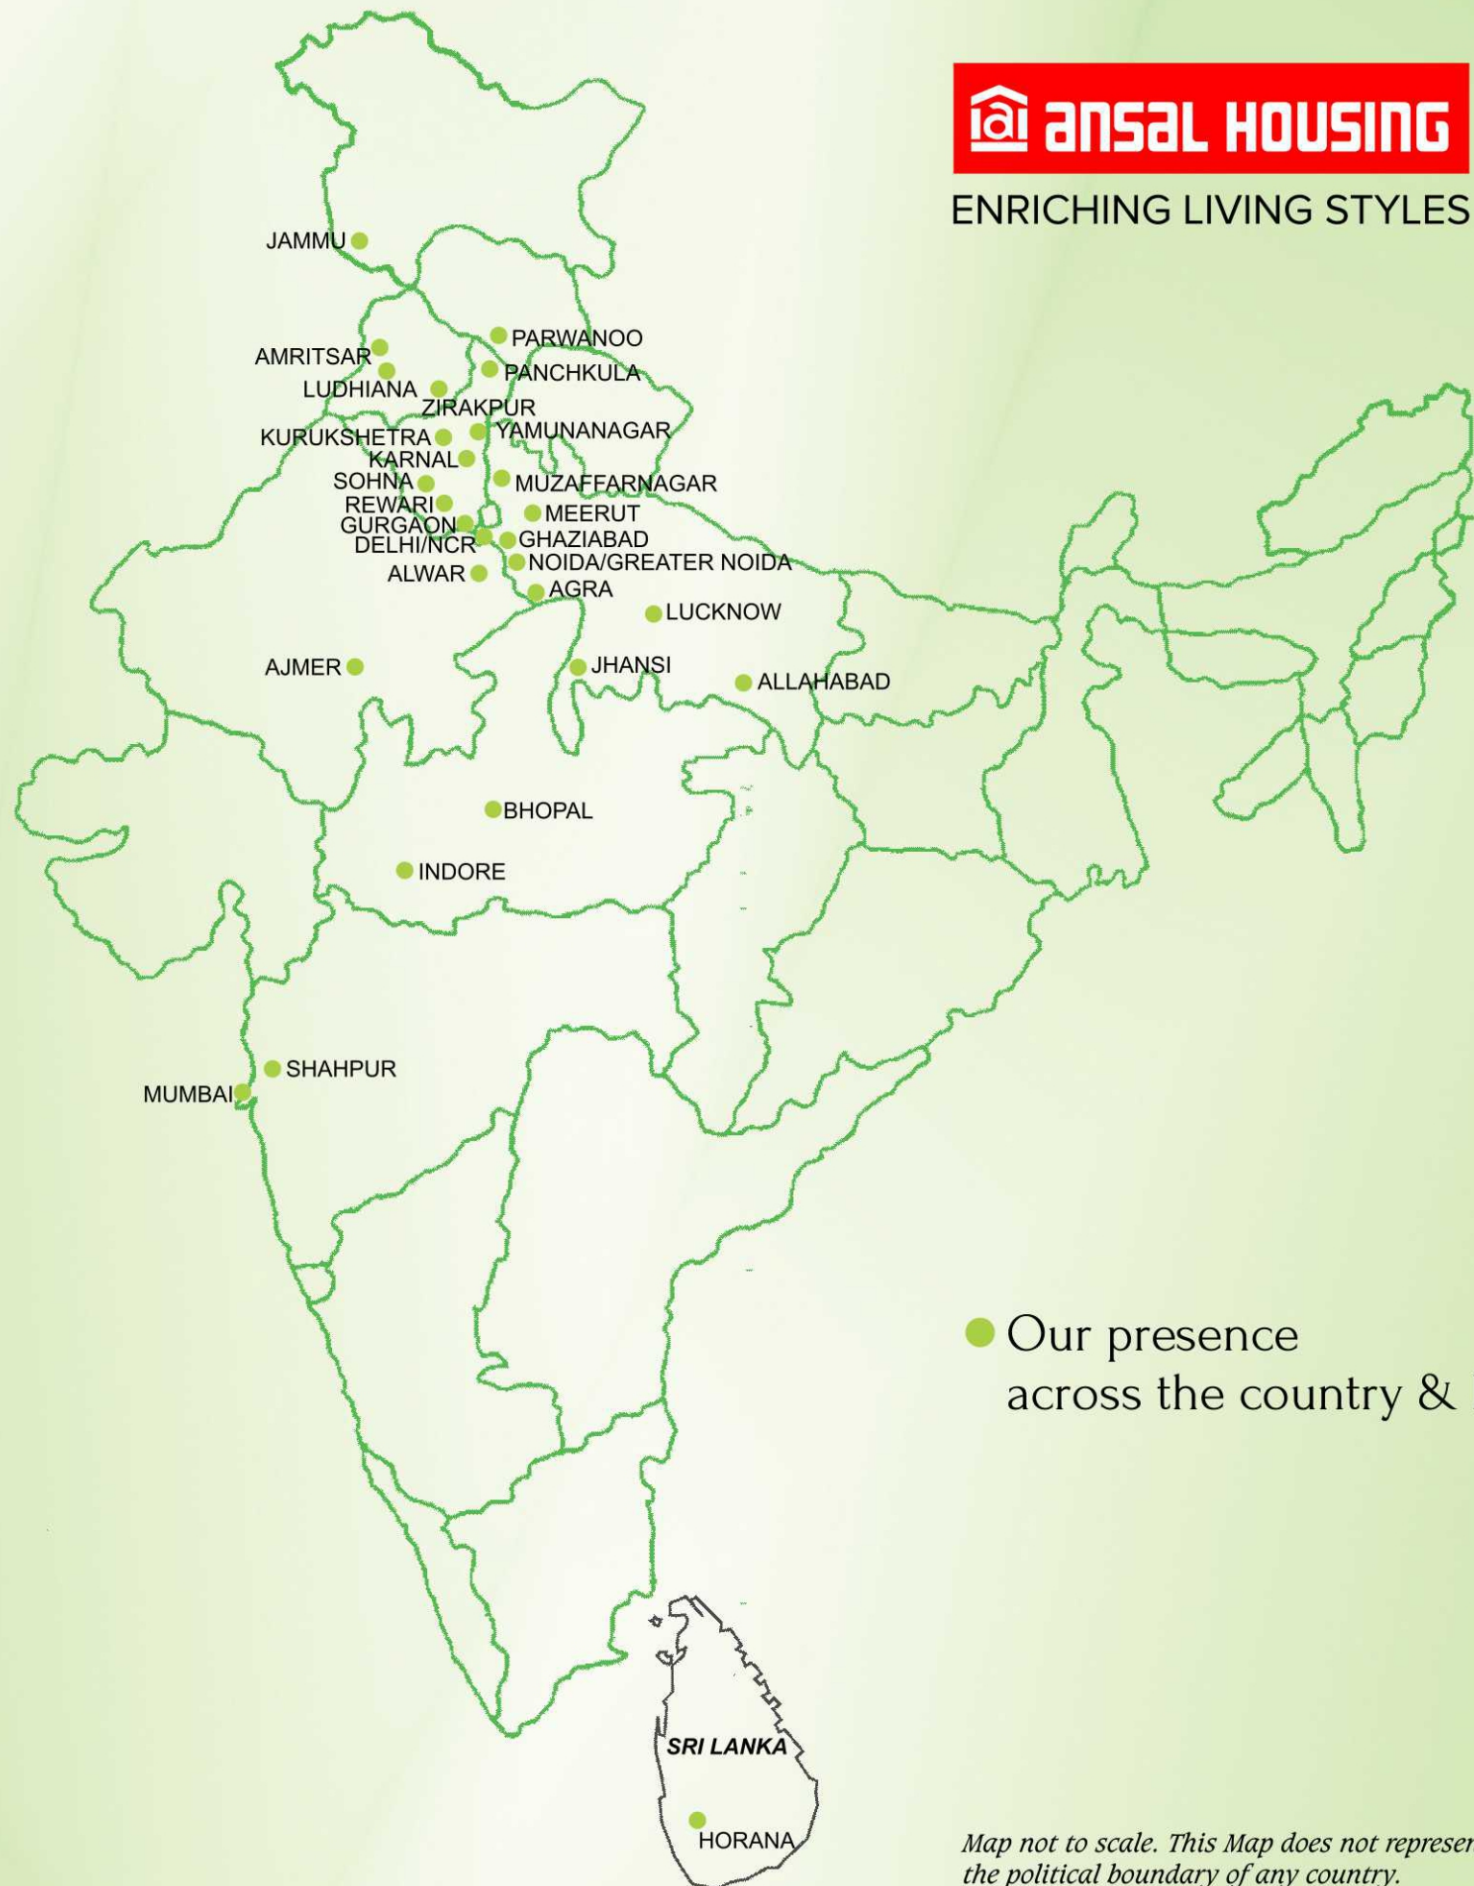 ansal HOUSING
ENRICHING LIVING STYLES
JAMMU
PARWANOO
AMRITSAR
PANCHKULA
LUDHIANA
ZIRAKPUR
YAMUNANAGAR
KURUKSHETRA
KARNAL
SOHNA
MUZAFFARNAGAR
REWARI
MEERUT
GURGAON
GHAZIABAD
DELHI/NCR
NOIDA/GREATER NOIDA
ALWAR
AGRA
LUCKNOW
AJMER
JHANSI
ALLAHABAD
BHOPAL
INDORE
SHAHPUR
MUMBAI
Our presence
across the country &
SRI LANKA
HORANA
Map not to scale. This Map does not represen
the political boundary of any country.